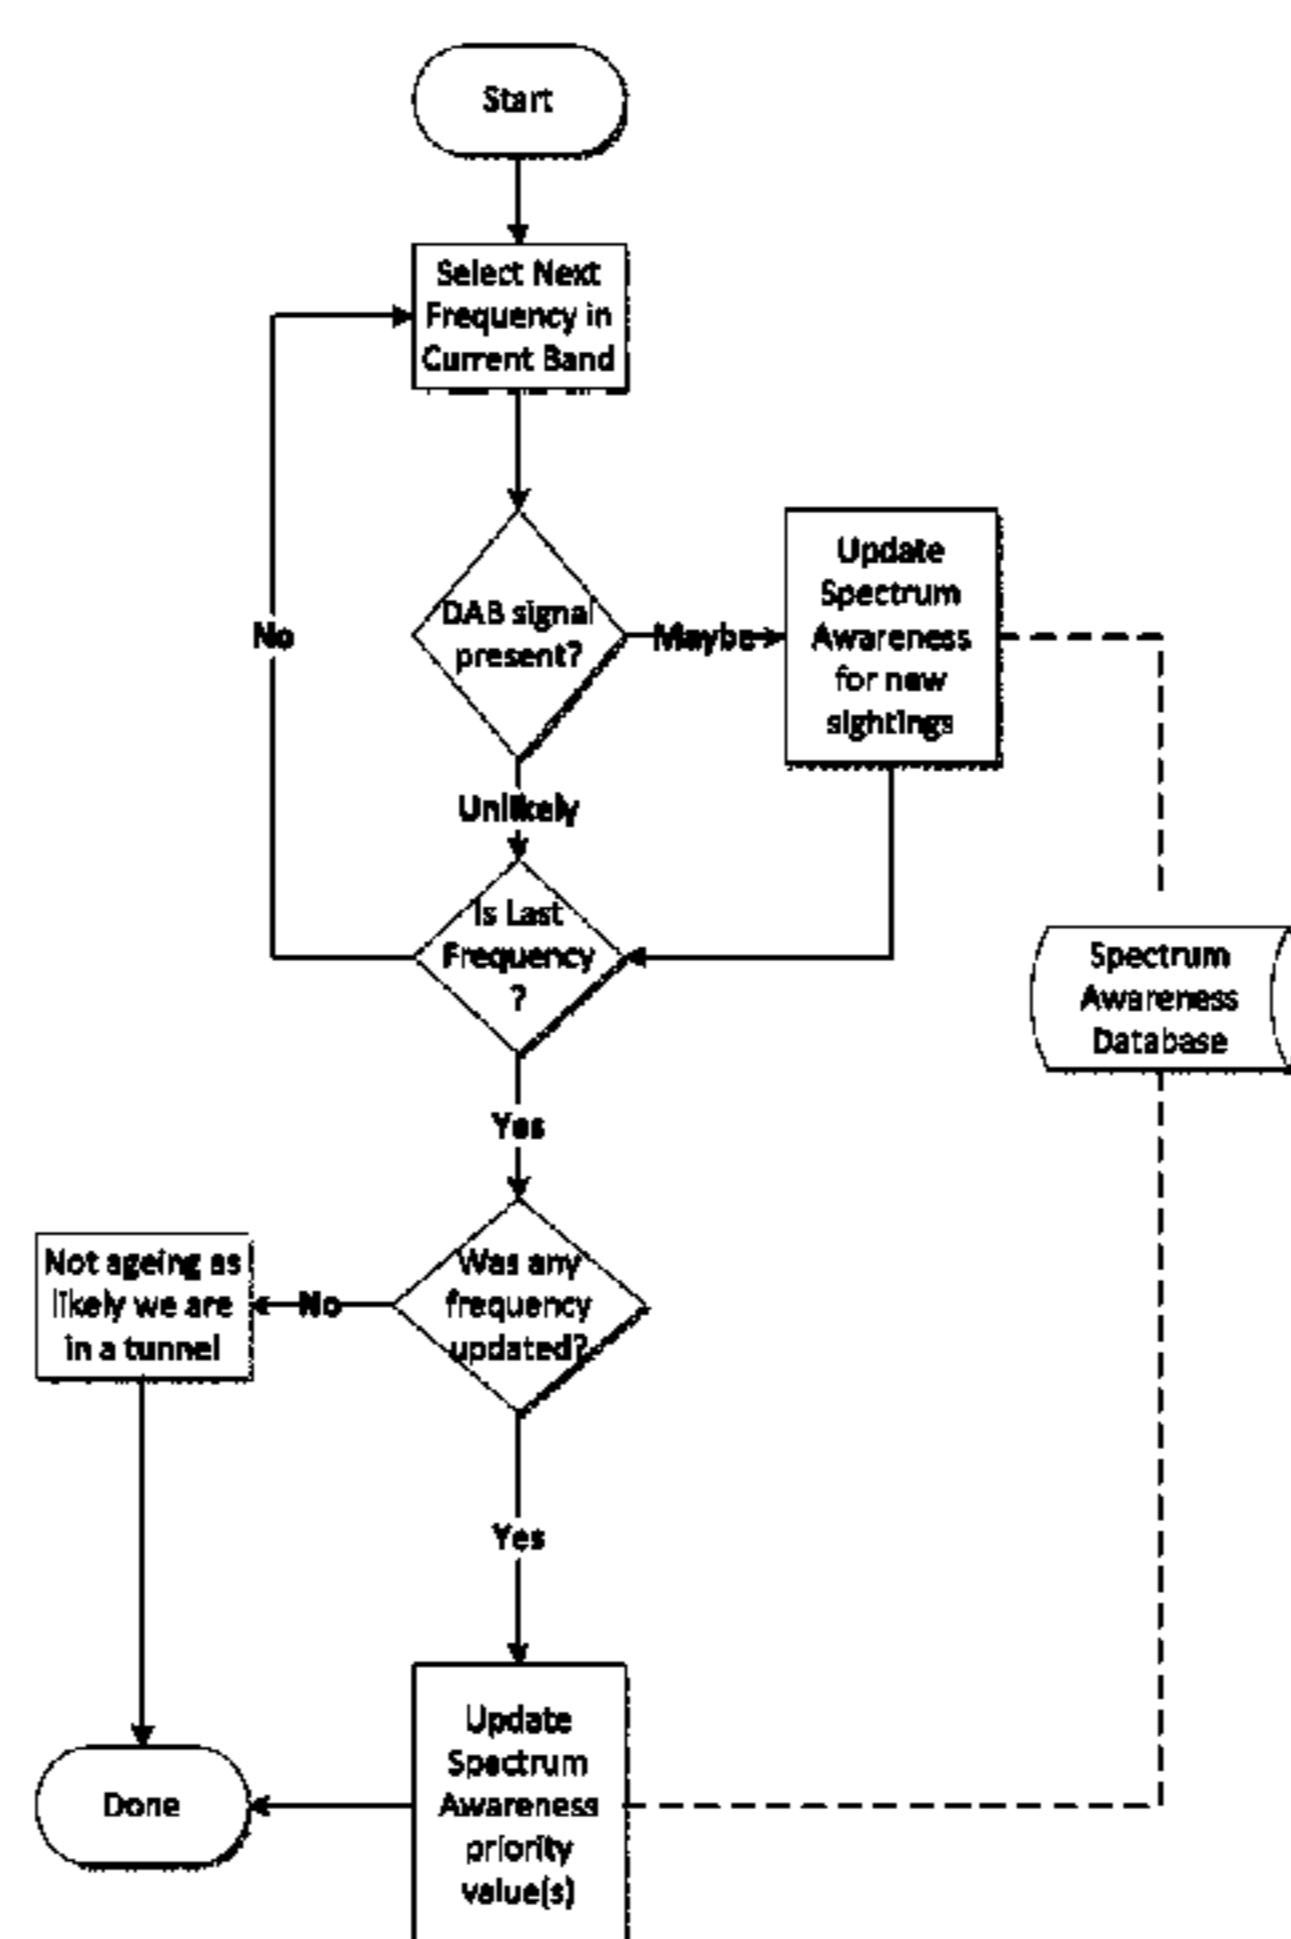 Start
Select Next
Frequency in
Current Band
DAB signal
present?
Maybe
Update
Spectrum
Awareness
for new
sightings
No
Unlikely
Is Last
Frequency
?
Spectrum
Awareness
Database
Yes
Was any
frequency
updated?
No
Not ageing as
likely we are
in a tunnel
Yes
Update
Spectrum
Awareness
priority
value(s)
Done